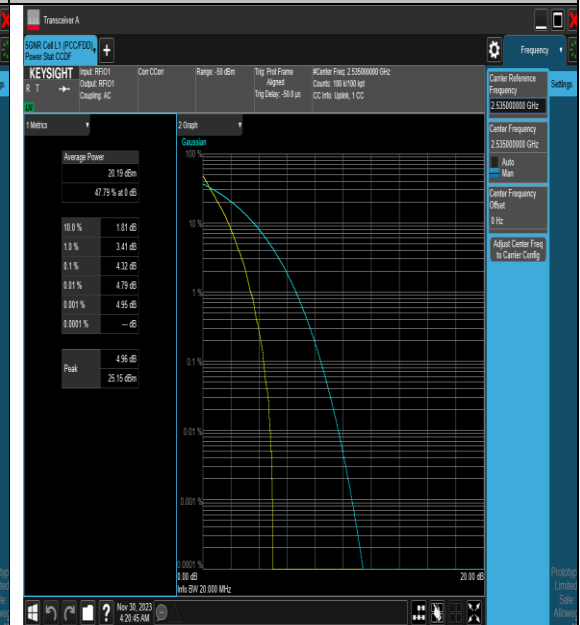 Transceiver A
5GNR Cell L1 (PCC/FDD),
Power Stat CCDF
+
Frequency
KEYSIGHT
R T
LW
Input: RFIO1
Output: RFIO1
Coupling: AC
Corr CCorr
Range: -50 dBm
Trig: Prot Frame
Aligned
Trig Delay: -50.0 µs
#Center Freq: 2.535000000 GHz
Counts: 100 k/100 kpt
CC Info: Uplink, 1 CC
Carrier Reference
Frequency
2.535000000 GHz
Settings
Center Frequency
2.535000000 GHz
Auto
Man
Center Frequency
Offset
0 Hz
Adjust Center Freq
to Carrier Config
1 Metrics
Average Power
20.19 dBm
47.79 % at 0 dB
10.0 % 1.81 dB
1.0 % 3.41 dB
0.1 % 4.32 dB
0.01 % 4.79 dB
0.001 % 4.95 dB
0.0001 % --- dB
Peak
4.96 dB
25.15 dBm
2 Graph
Gaussian
100 %
10 %
1 %
0.1 %
0.01 %
0.001 %
0.0001 %
0.00 dB
20.00 dB
Info BW 20.000 MHz
?
Nov 30, 2023
4:20:45 AM